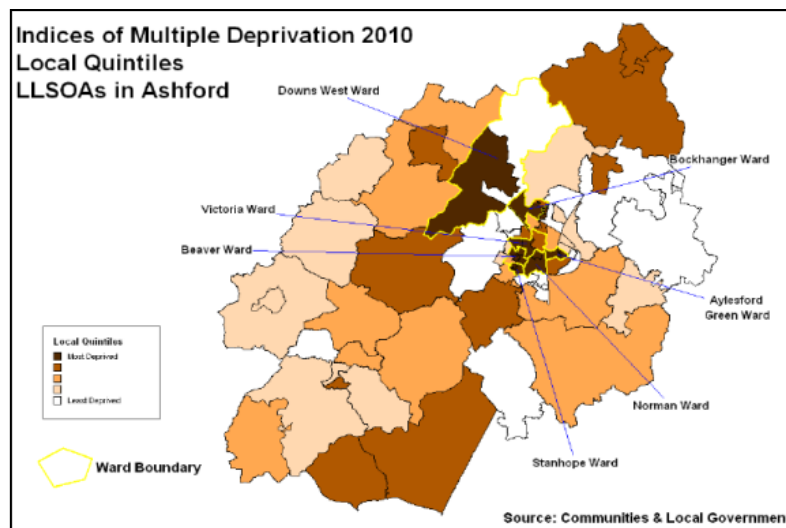 Indices of Multiple Deprivation 2010
Local Quintiles
LLSOAs in Ashford
Downs West Ward
Bockhanger Ward
Victoria Ward
Beaver Ward
Aylesford
Green Ward
Local Quintiles
Most Deprived
Least Deprived
Norman Ward
Ward Boundary
Stanhope Ward
Source: Communities & Local Government